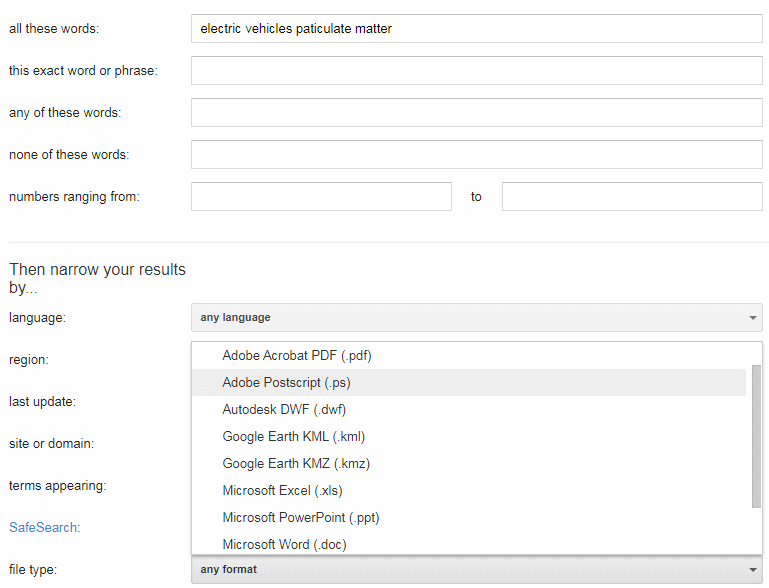 all these words: electric vehicles paticulate matter
this exact word or phrase:
any of these words:
none of these words:
numbers ranging from: to
Then narrow your results
by...
language: any language
region: Adobe Acrobat PDF (.pdf)
Adobe Postscript (.ps)
last update: Autodesk DWF (.dwf)
site or domain: Google Earth KML (.kml)
Google Earth KMZ (.kmz)
terms appearing: Microsoft Excel (.xls)
SafeSearch: Microsoft PowerPoint (.ppt)
Microsoft Word (.doc)
file type: any format